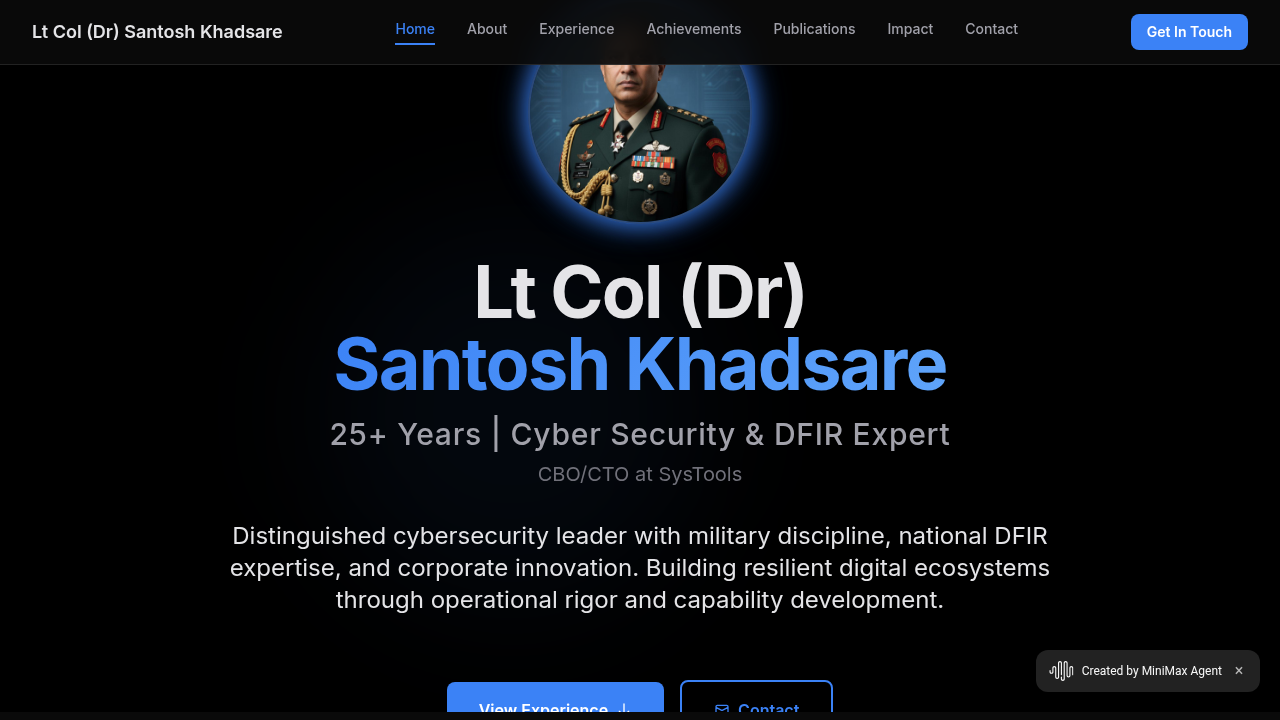 Lt Col (Dr) Santosh Khadsare
Home
About
Experience
Achievements
Publications
Impact
Contact
Get In Touch
Lt Col (Dr)
Santosh Khadsare
25+ Years | Cyber Security & DFIR Expert
CBO/CTO at SysTools
Distinguished cybersecurity leader with military discipline, national DFIR
expertise, and corporate innovation. Building resilient digital ecosystems
through operational rigor and capability development.
View Experience ↓
Contact
Created by MiniMax Agent ×